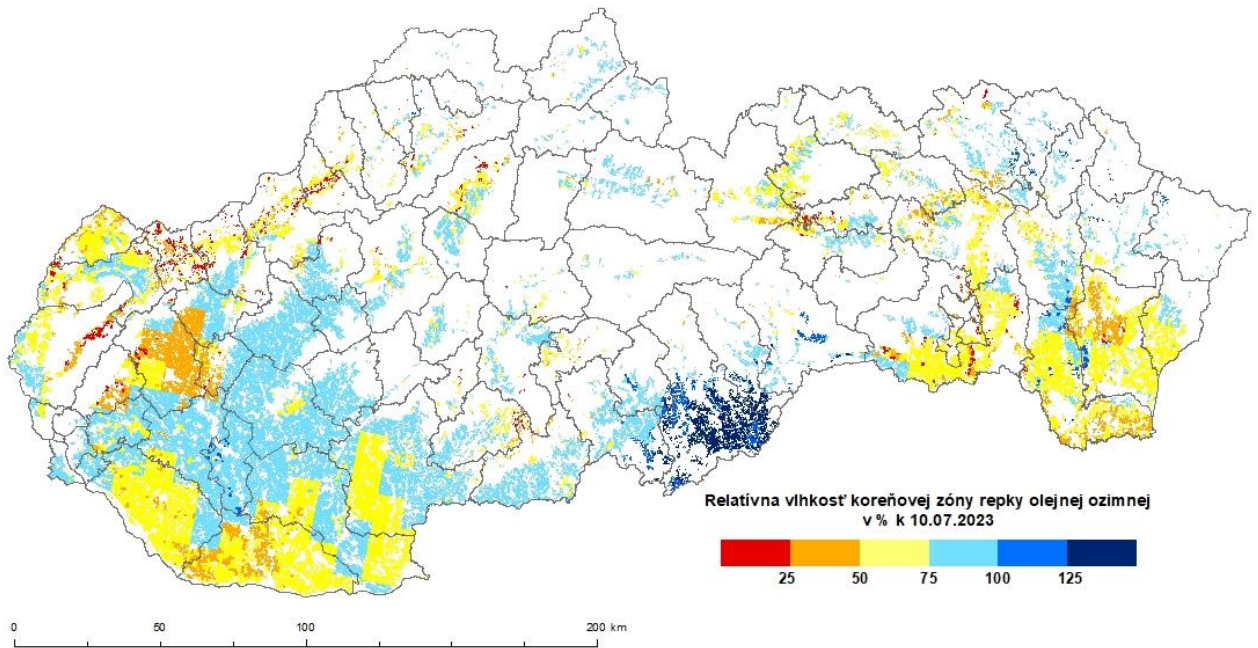 Relatívna vlhkosť koreňovej zóny repky olejnej ozimnej
v % k 10.07.2023
25 50 75 100 125
0 50 100 200 km